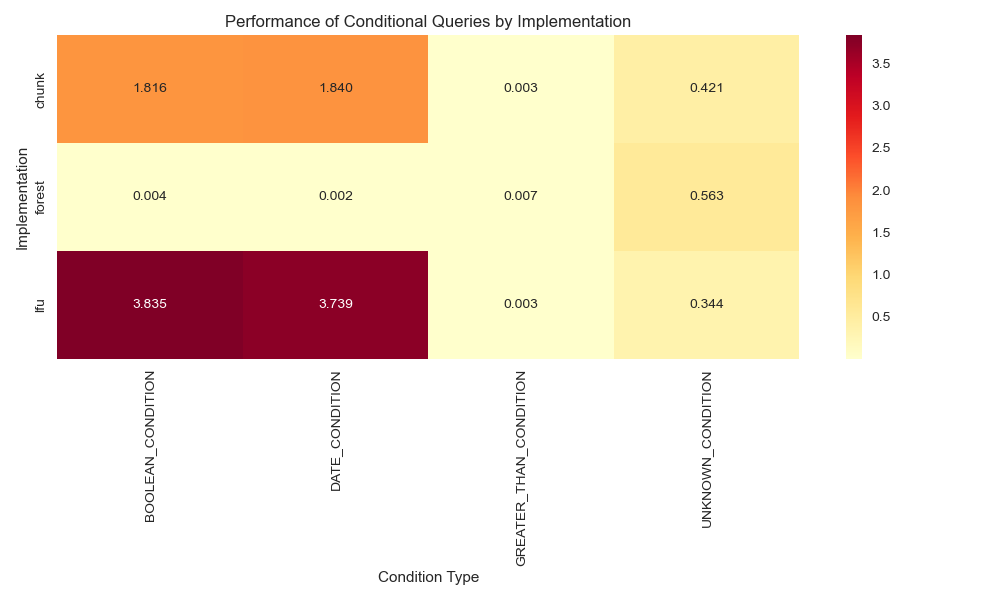 Performance of Conditional Queries by Implementation
Implementation
chunk
1.816 1.840 0.003 0.421
forest
0.004 0.002 0.007 0.563
lfu
3.835 3.739 0.003 0.344
BOOLEAN_CONDITION
DATE_CONDITION
GREATER_THAN_CONDITION
UNKNOWN_CONDITION
Condition Type
3.5
3.0
2.5
2.0
1.5
1.0
0.5